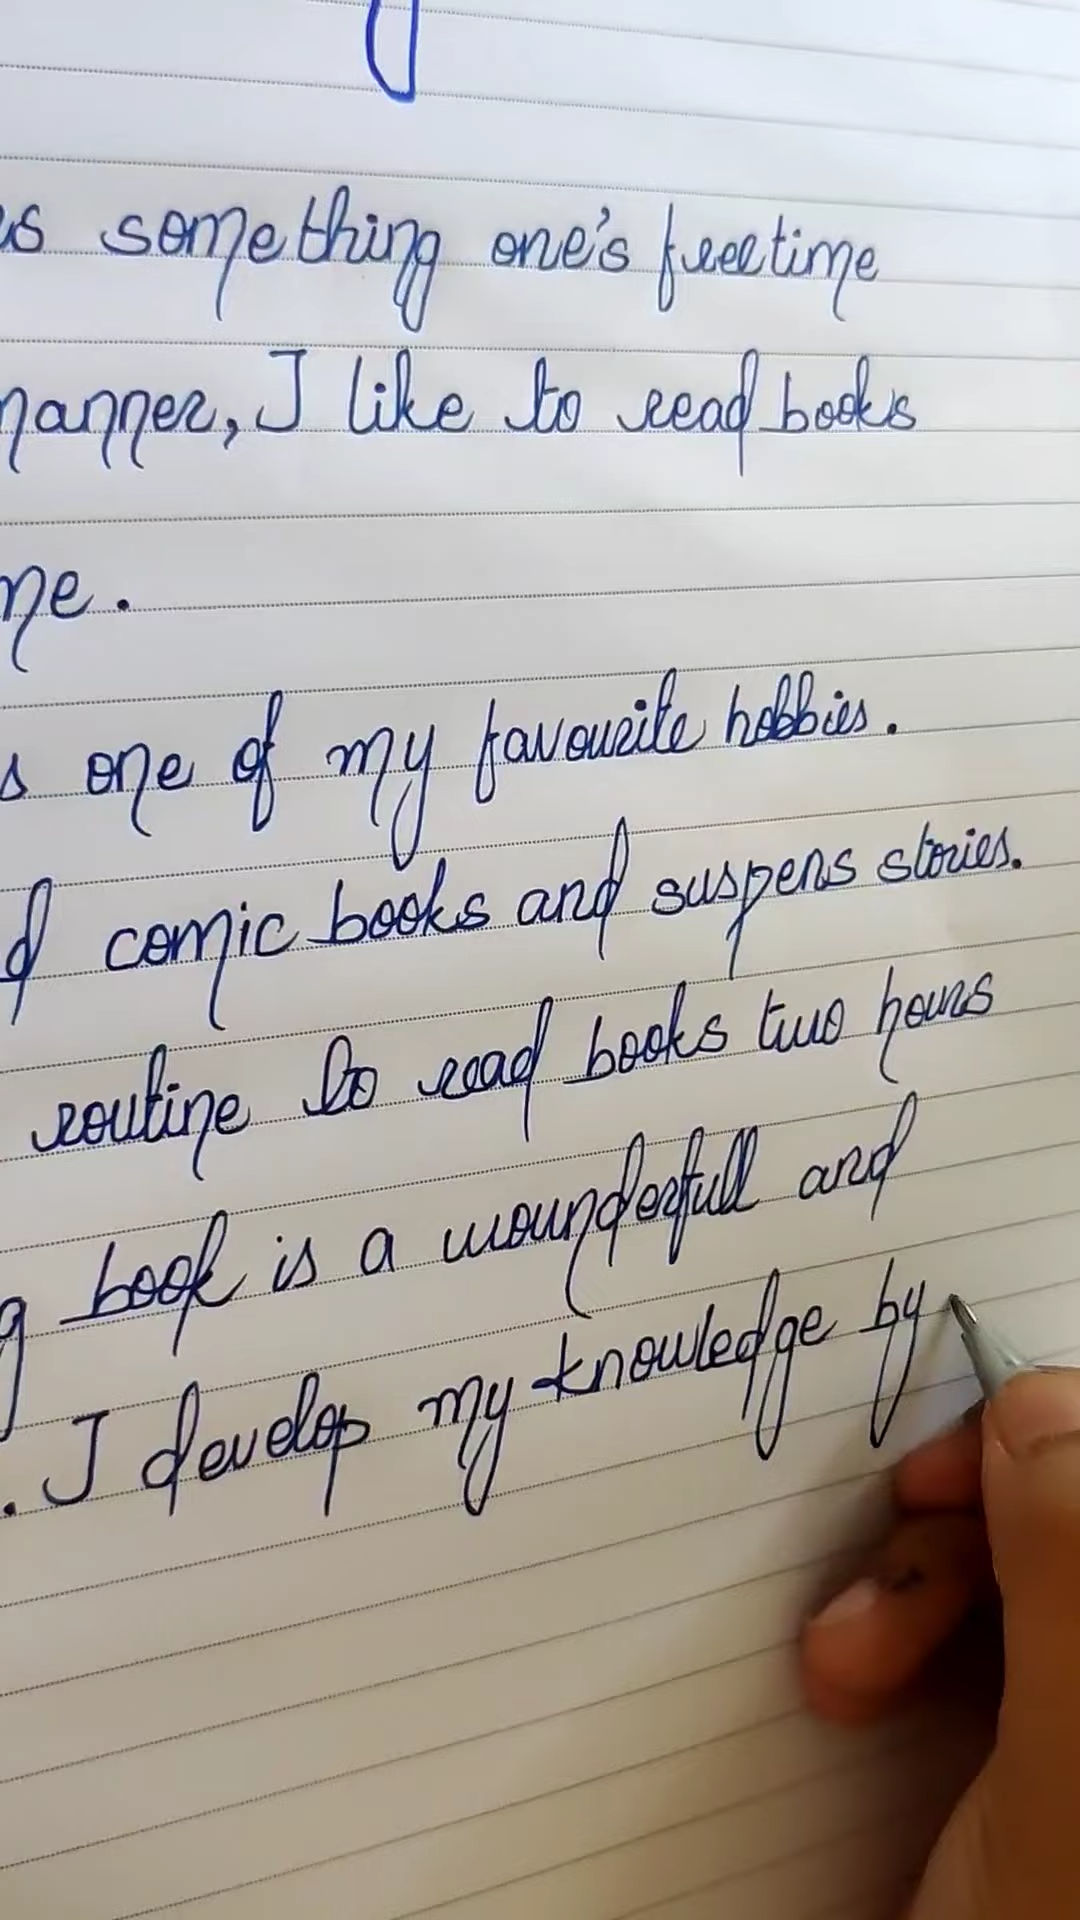 is something one's freetime
manner, I like to read books
me.
s one of my favourite hobbies.
d comic books and suspens stories.
routine to read books two hours
g book is a wounderfull and
. I develop my knowledge by